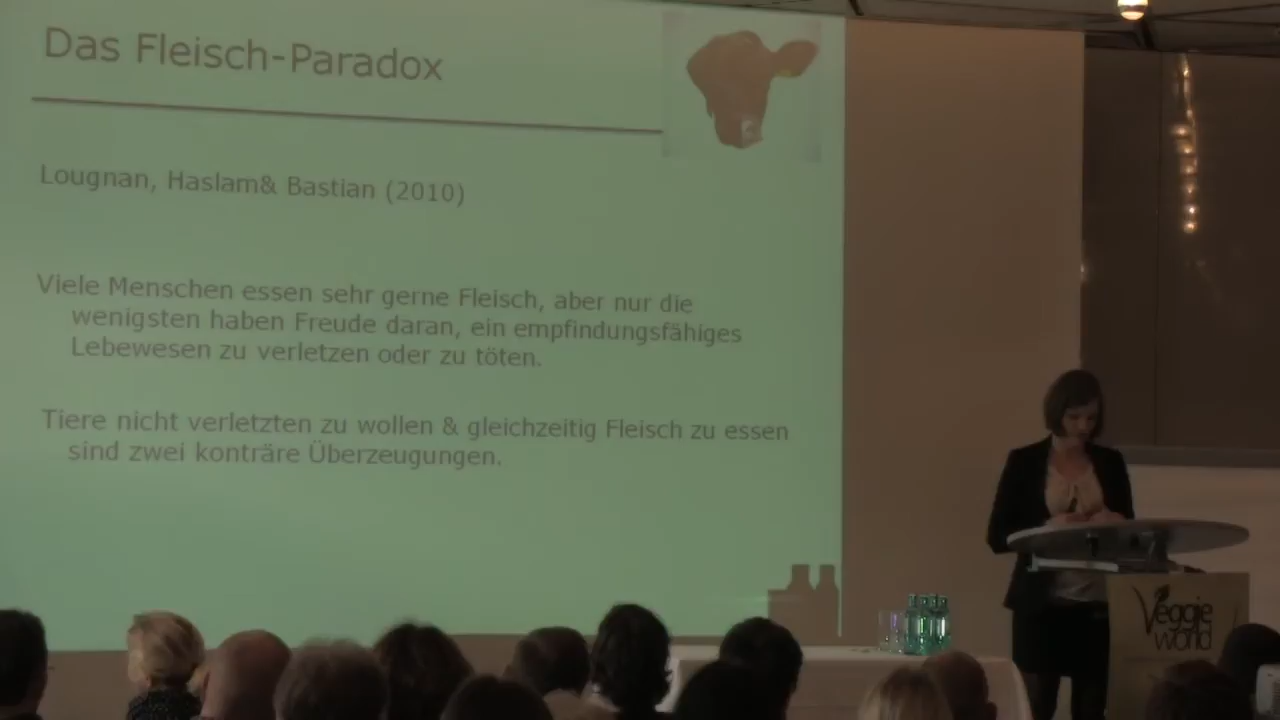 Das Fleisch-Paradox
Lougnan, Haslam& Bastian (2010)
Viele Menschen essen sehr gerne Fleisch, aber nur die
wenigsten haben Freude daran, ein empfindungsfähiges
Lebewesen zu verletzen oder zu töten.
Tiere nicht verletzten zu wollen & gleichzeitig Fleisch zu essen
sind zwei konträre Überzeugungen.
Veggie
world